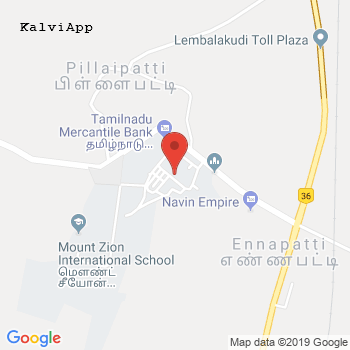 KalviApp
Lembalakudi Toll Plaza
Pillaipatti
பிள்ளைபட்டி
Tamilnadu
Mercantile Bank
தமிழ்நாடு...
Navin Empire
36
Mount Zion
International School
மௌண்ட்
சீயோன்...
Ennapatti
எண்ணபட்டி
Google
Map data ©2019 Google